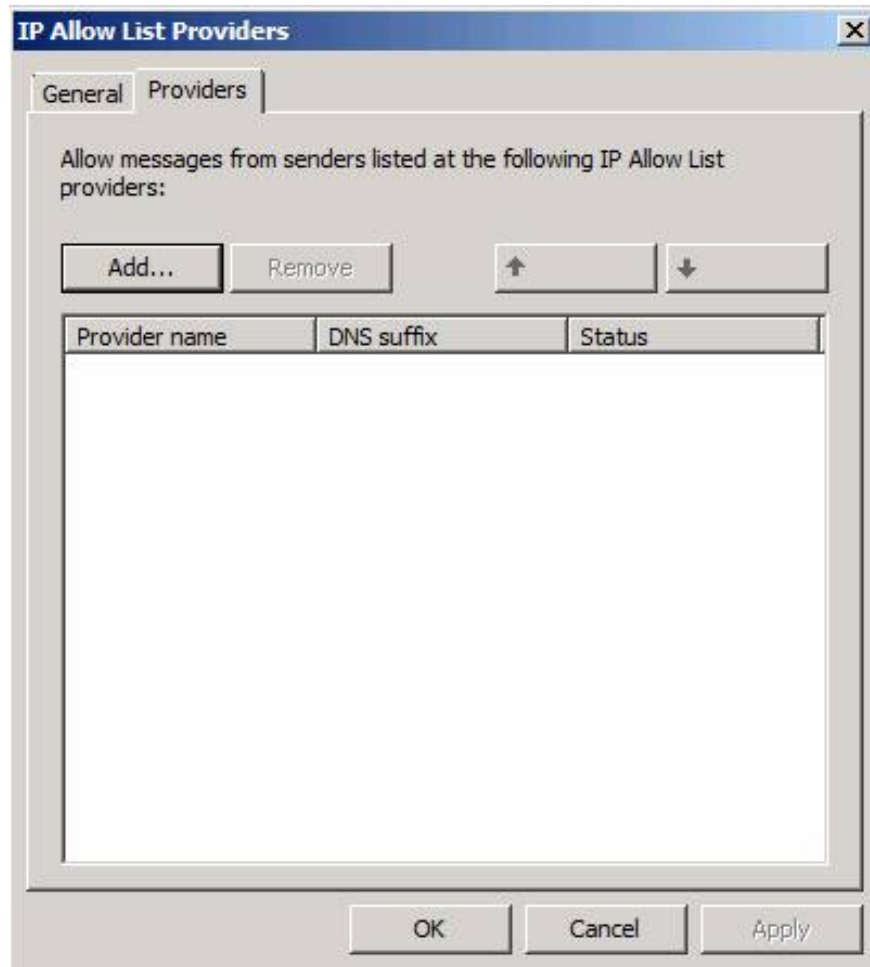 IP Allow List Providers
General Providers
Allow messages from senders listed at the following IP Allow List
providers:
Add... Remove
Provider name DNS suffix Status
OK Cancel Apply